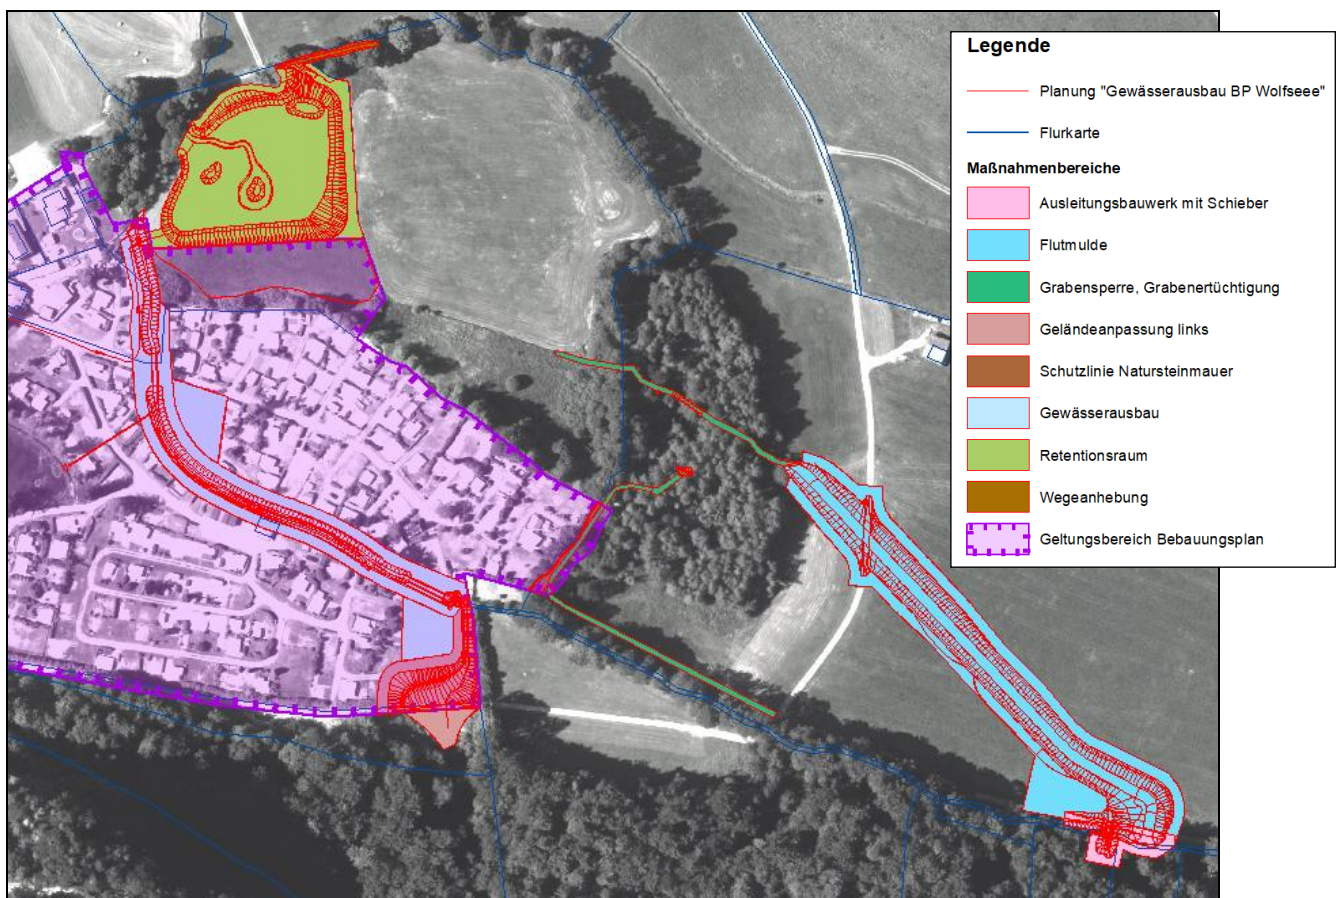 Legende
Planung "Gewässerausbau BP Wolfseee"
Flurkarte
Maßnahmenbereiche
Ausleitungsbauwerk mit Schieber
Flutmulde
Grabensperre, Grabenertüchtigung
Geländeanpassung links
Schutzlinie Natursteinmauer
Gewässerausbau
Retentionsraum
Wegeanhebung
Geltungsbereich Bebauungsplan